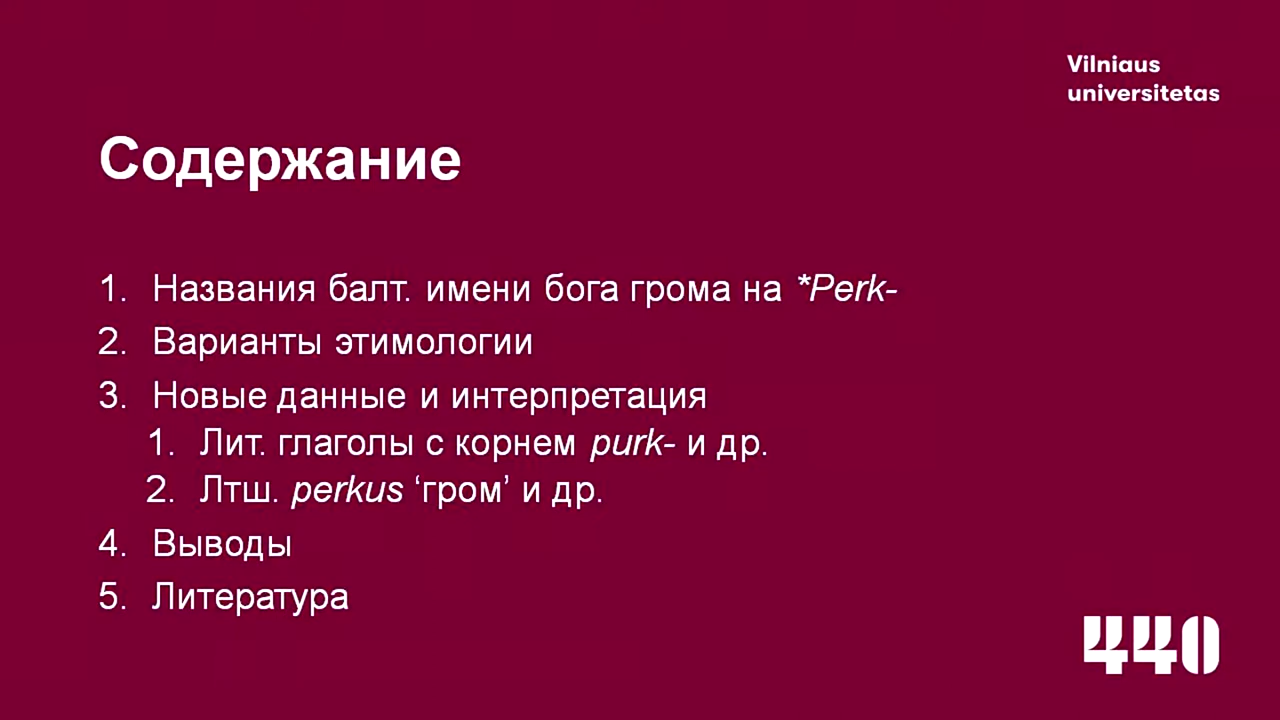 Vilniaus
universitetas
Содержание
1. Названия балт. имени бога грома на *Perk-
2. Варианты этимологии
3. Новые данные и интерпретация
1. Лит. глаголы с корнем purk- и др.
2. Лтш. perkus ‘гром’ и др.
4. Выводы
5. Литература
440